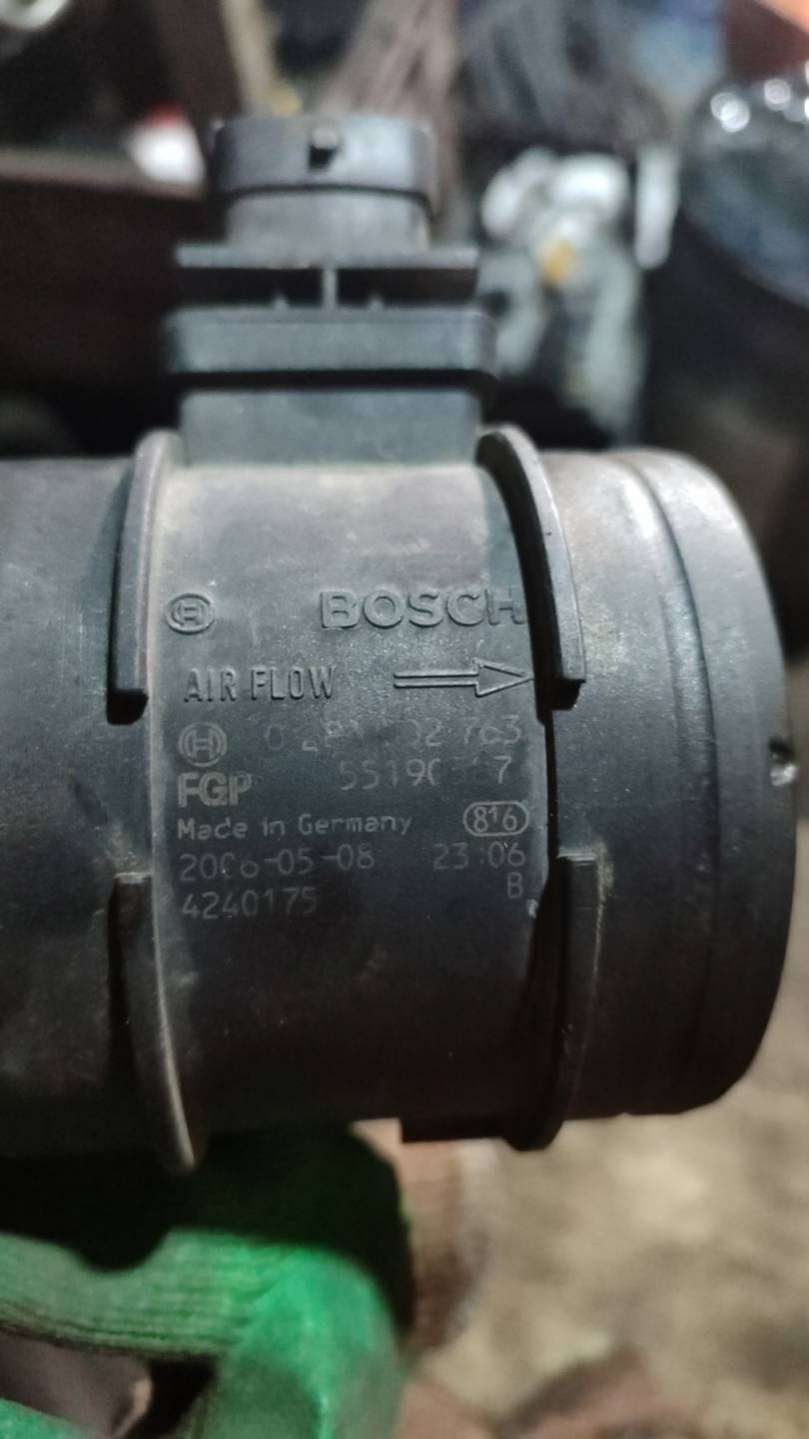 BOSCH
AIR FLOW
FGP
Made in Germany 816
2006-05-08 23:06
4240175 B